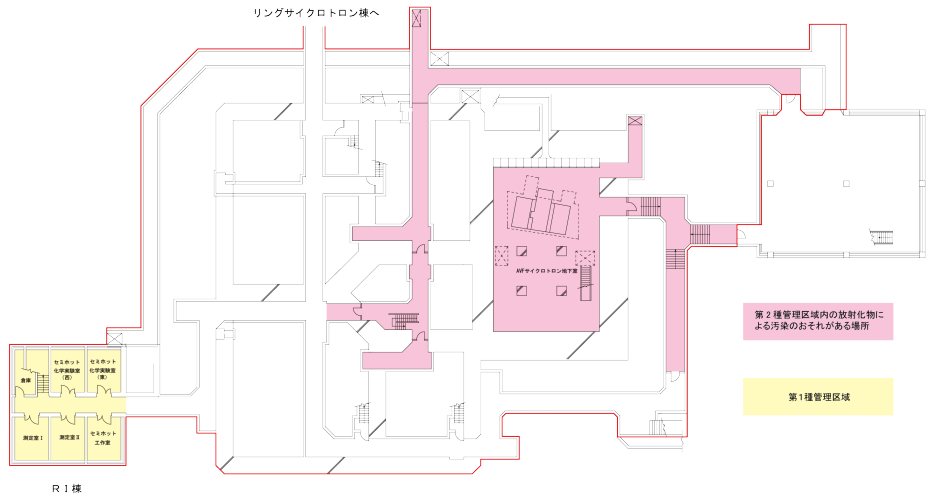 リングサイクロトロン棟へ
AVFサイクロトロン地下室
第２種管理区域内の放射化物に
よる汚染のおそれがある場所
第1種管理区域
倉庫
セミホット
化学実験室
（西）
セミホット
化学実験室
（東）
測定室Ⅰ
測定室Ⅱ
セミホット
工作室
ＲＩ棟